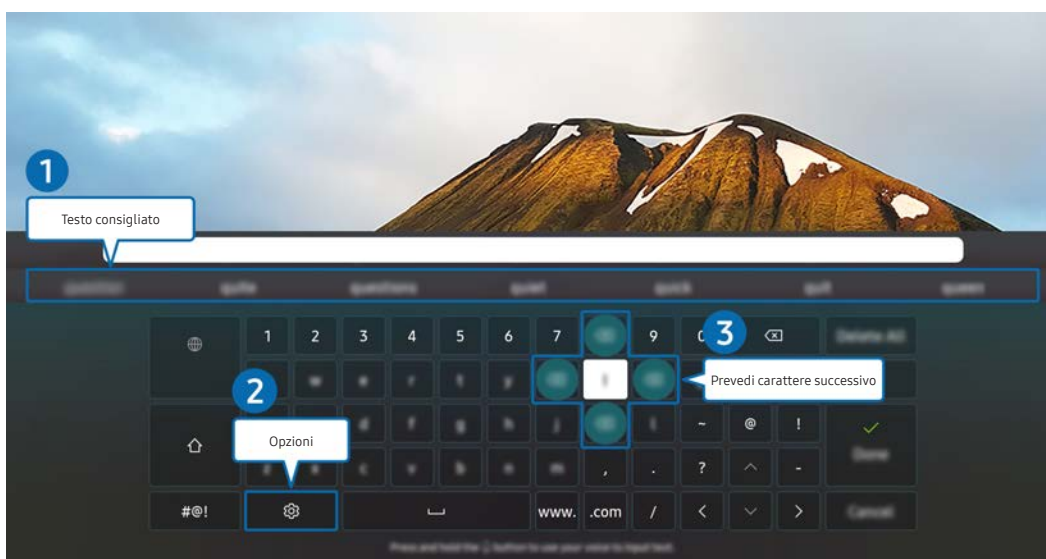 1
Testo consigliato
question quite questions quiet quick quit queen
1 2 3 4 5 6 7 9 3 Delete All
2 w e r t y Prevedi carattere successivo
Opzioni d f g h j l ~ @ !
z x c v b n m , . ? ^ - Done
#@! www. .com / < > Cancel
Press and hold the button to use your voice to input text.